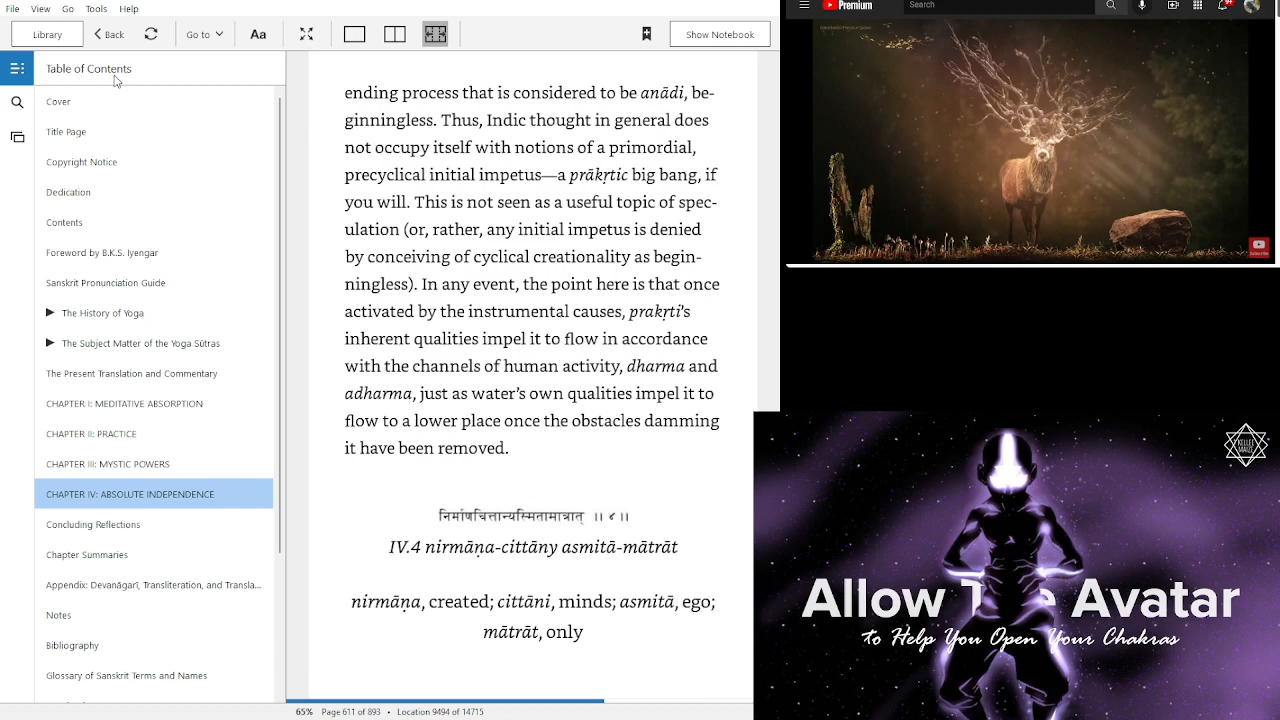 File View Go Tools Help
Library
Back
Go to
Aa
Show Notebook
Table of Contents
Cover
Title Page
Copyright Notice
Dedication
Contents
Foreword by B.K.S. Iyengar
Sanskrit Pronunciation Guide
The History of Yoga
The Subject Matter of the Yoga Sūtras
The Present Translation and Commentary
CHAPTER I: MEDITATIVE ABSORPTION
CHAPTER II: PRACTICE
CHAPTER III: MYSTIC POWERS
CHAPTER IV: ABSOLUTE INDEPENDENCE
Concluding Reflections
Chapter Summaries
Appendix: Devanāgarī, Transliteration, and Transla...
Notes
Bibliography
Glossary of Sanskrit Terms and Names
ending process that is considered to be anādi, be-
ginningless. Thus, Indic thought in general does
not occupy itself with notions of a primordial,
precyclical initial impetus—a prākṛtic big bang, if
you will. This is not seen as a useful topic of spec-
ulation (or, rather, any initial impetus is denied
by conceiving of cyclical creationality as begin-
ningless). In any event, the point here is that once
activated by the instrumental causes, prakṛti's
inherent qualities impel it to flow in accordance
with the channels of human activity, dharma and
adharma, just as water's own qualities impel it to
flow to a lower place once the obstacles damming
it have been removed.
निर्माणचित्तान्यस्मितामात्रात् ।। ४ ।।
IV.4 nirmāṇa-cittāny asmitā-mātrāt
nirmāṇa, created; cittāni, minds; asmitā, ego;
mātrāt, only
65% Page 611 of 893 • Location 9494 of 14715
Premium
Search
9+
Subscribe
Allow T e Avatar
to Help You Open Your Chakras